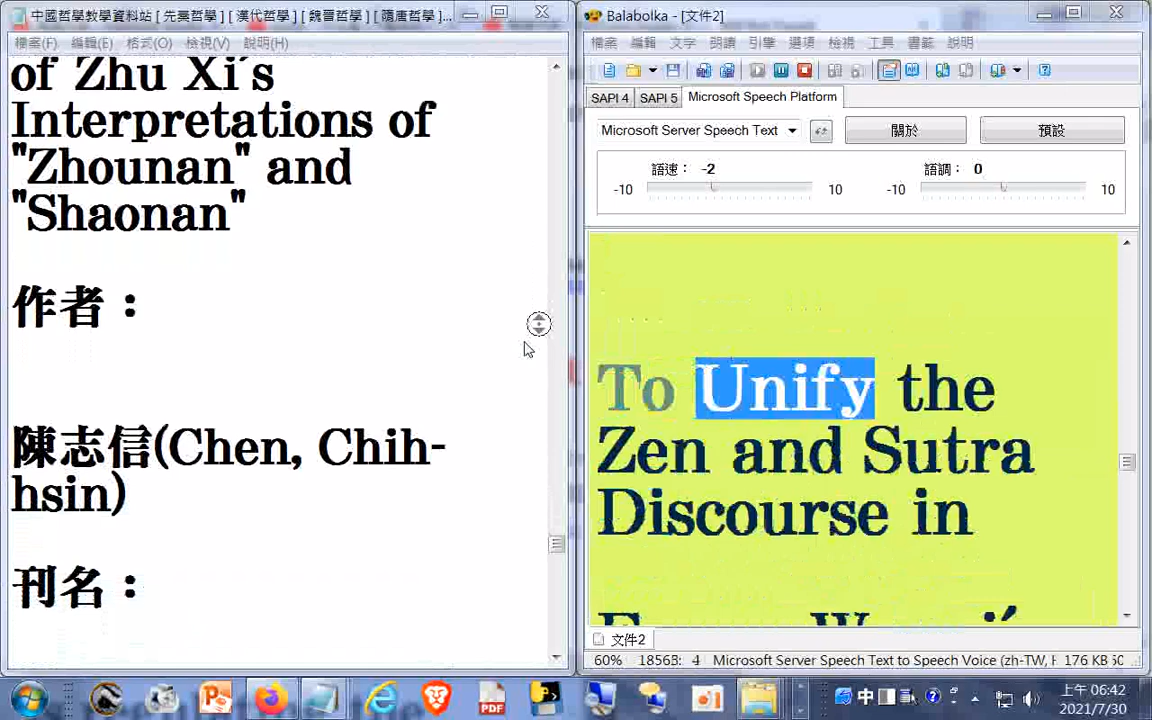 中國哲學教學資料站 [ 先秦哲學 ] [ 漢代哲學 ] [ 魏晉哲學 ] [ 隋唐哲學 ]...
檔案(F) 編輯(E) 格式(O) 檢視(V) 說明(H)
of Zhu Xi´s
Interpretations of
"Zhounan" and
"Shaonan"
作者：
陳志信(Chen, Chih-
hsin)
刊名：
Balabolka - [文件2]
檔案 編輯 文字 朗讀 引擎 選項 檢視 工具 書籤 說明
SAPI 4 SAPI 5 Microsoft Speech Platform
Microsoft Server Speech Text 關於 預設
語速： -2 語調： 0
-10 10 -10 10
To Unify the
Zen and Sutra
Discourse in
文件2
60% 4 Microsoft Server Speech Text to Speech Voice (zh-TW, 176 KB
中
上午 06:42
2021/7/30